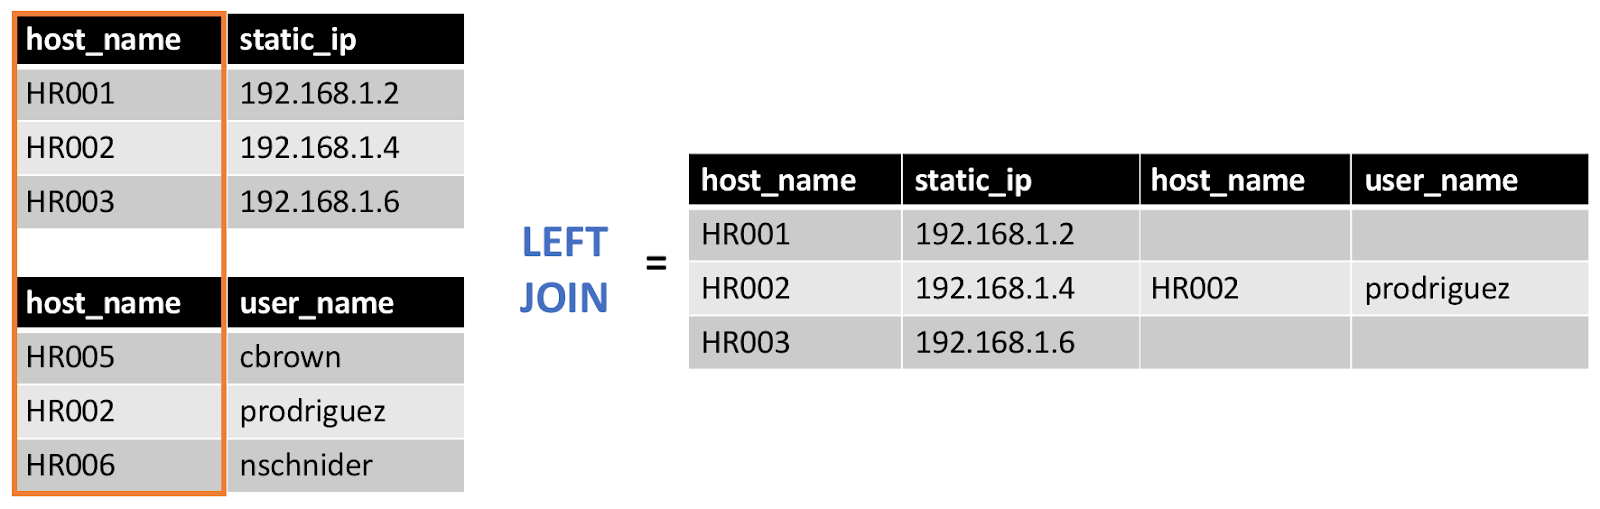 host_name static_ip
HR001 192.168.1.2
HR002 192.168.1.4
HR003 192.168.1.6
host_name user_name
HR005 cbrown
HR002 prodriguez
HR006 nschnider
LEFT
JOIN
=
host_name static_ip host_name user_name
HR001 192.168.1.2
HR002 192.168.1.4 HR002 prodriguez
HR003 192.168.1.6